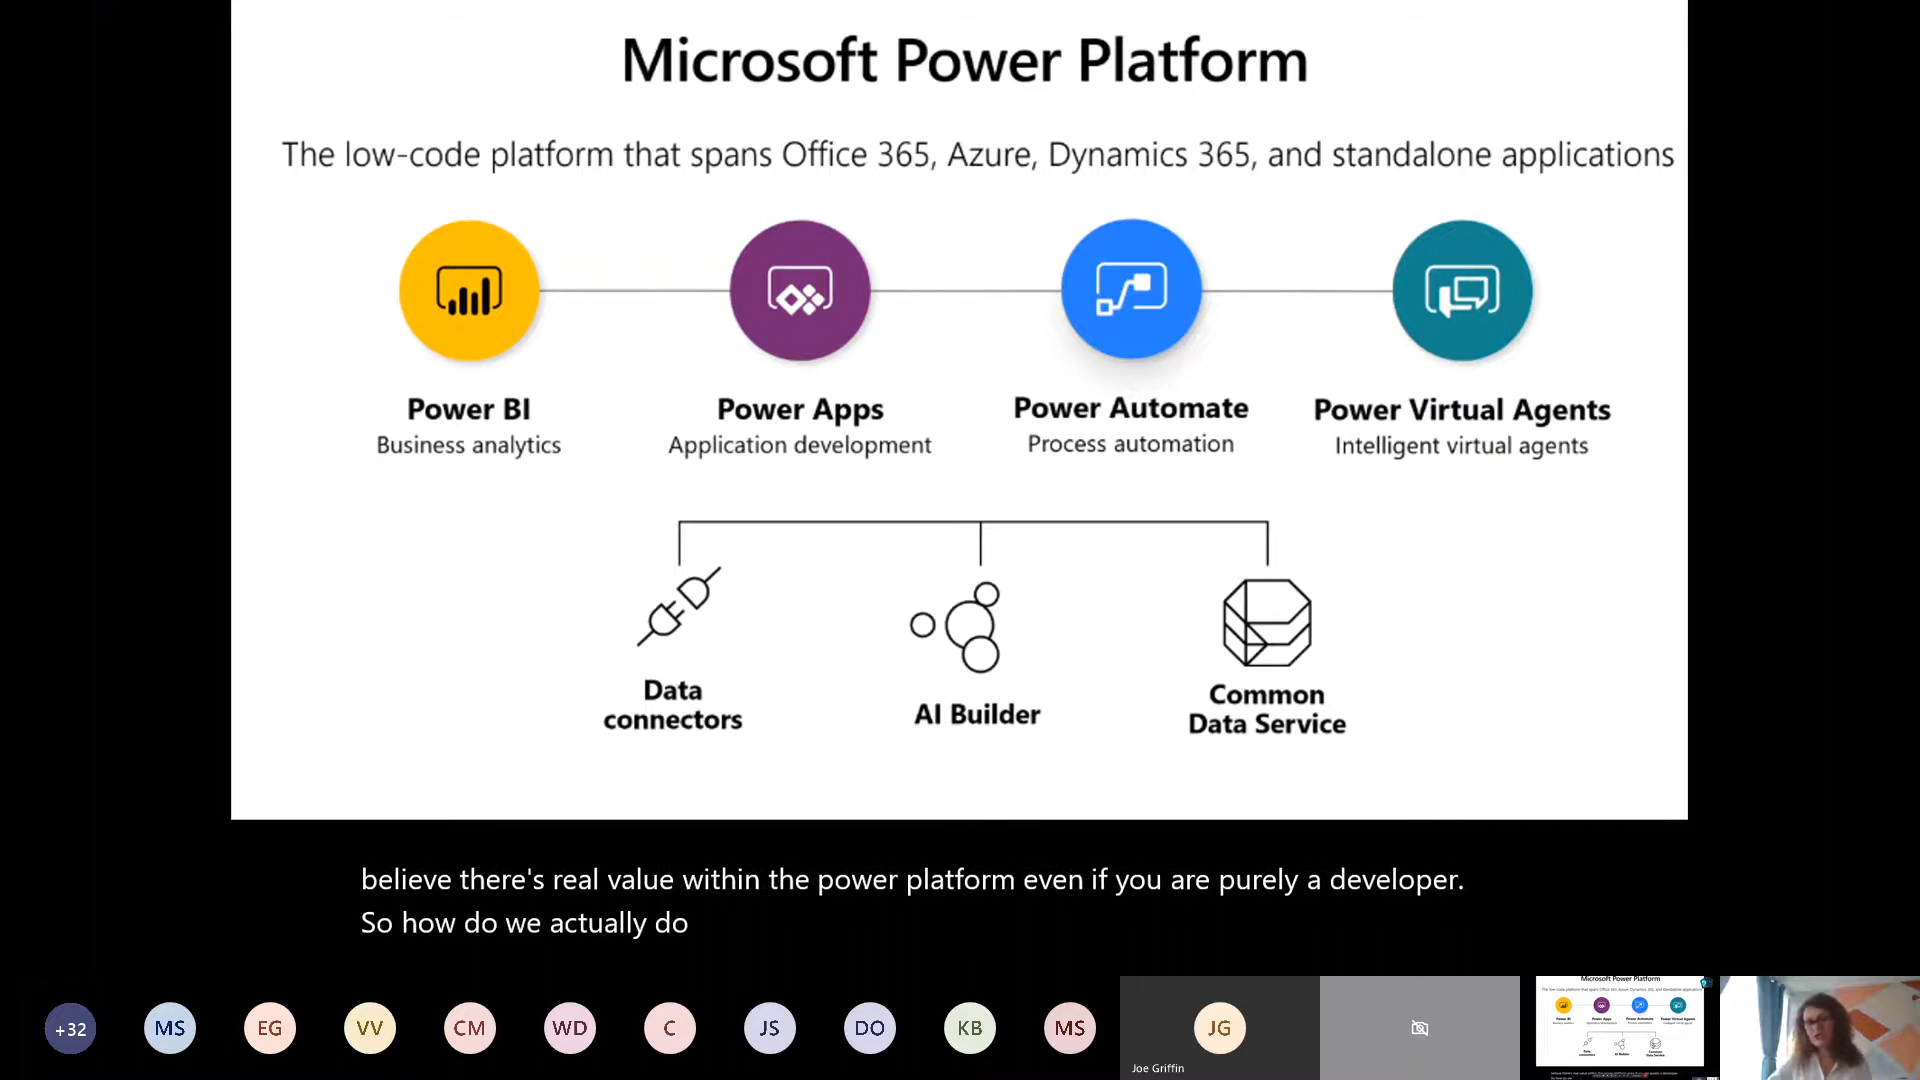 Microsoft Power Platform
The low-code platform that spans Office 365, Azure, Dynamics 365, and standalone applications
Power BI
Business analytics
Power Apps
Application development
Power Automate
Process automation
Power Virtual Agents
Intelligent virtual agents
Data
connectors
AI Builder
Common
Data Service
believe there's real value within the power platform even if you are purely a developer.
So how do we actually do
+32
MS
EG
VV
CM
WD
C
JS
DO
KB
MS
JG
Joe Griffin
Microsoft Power Platform